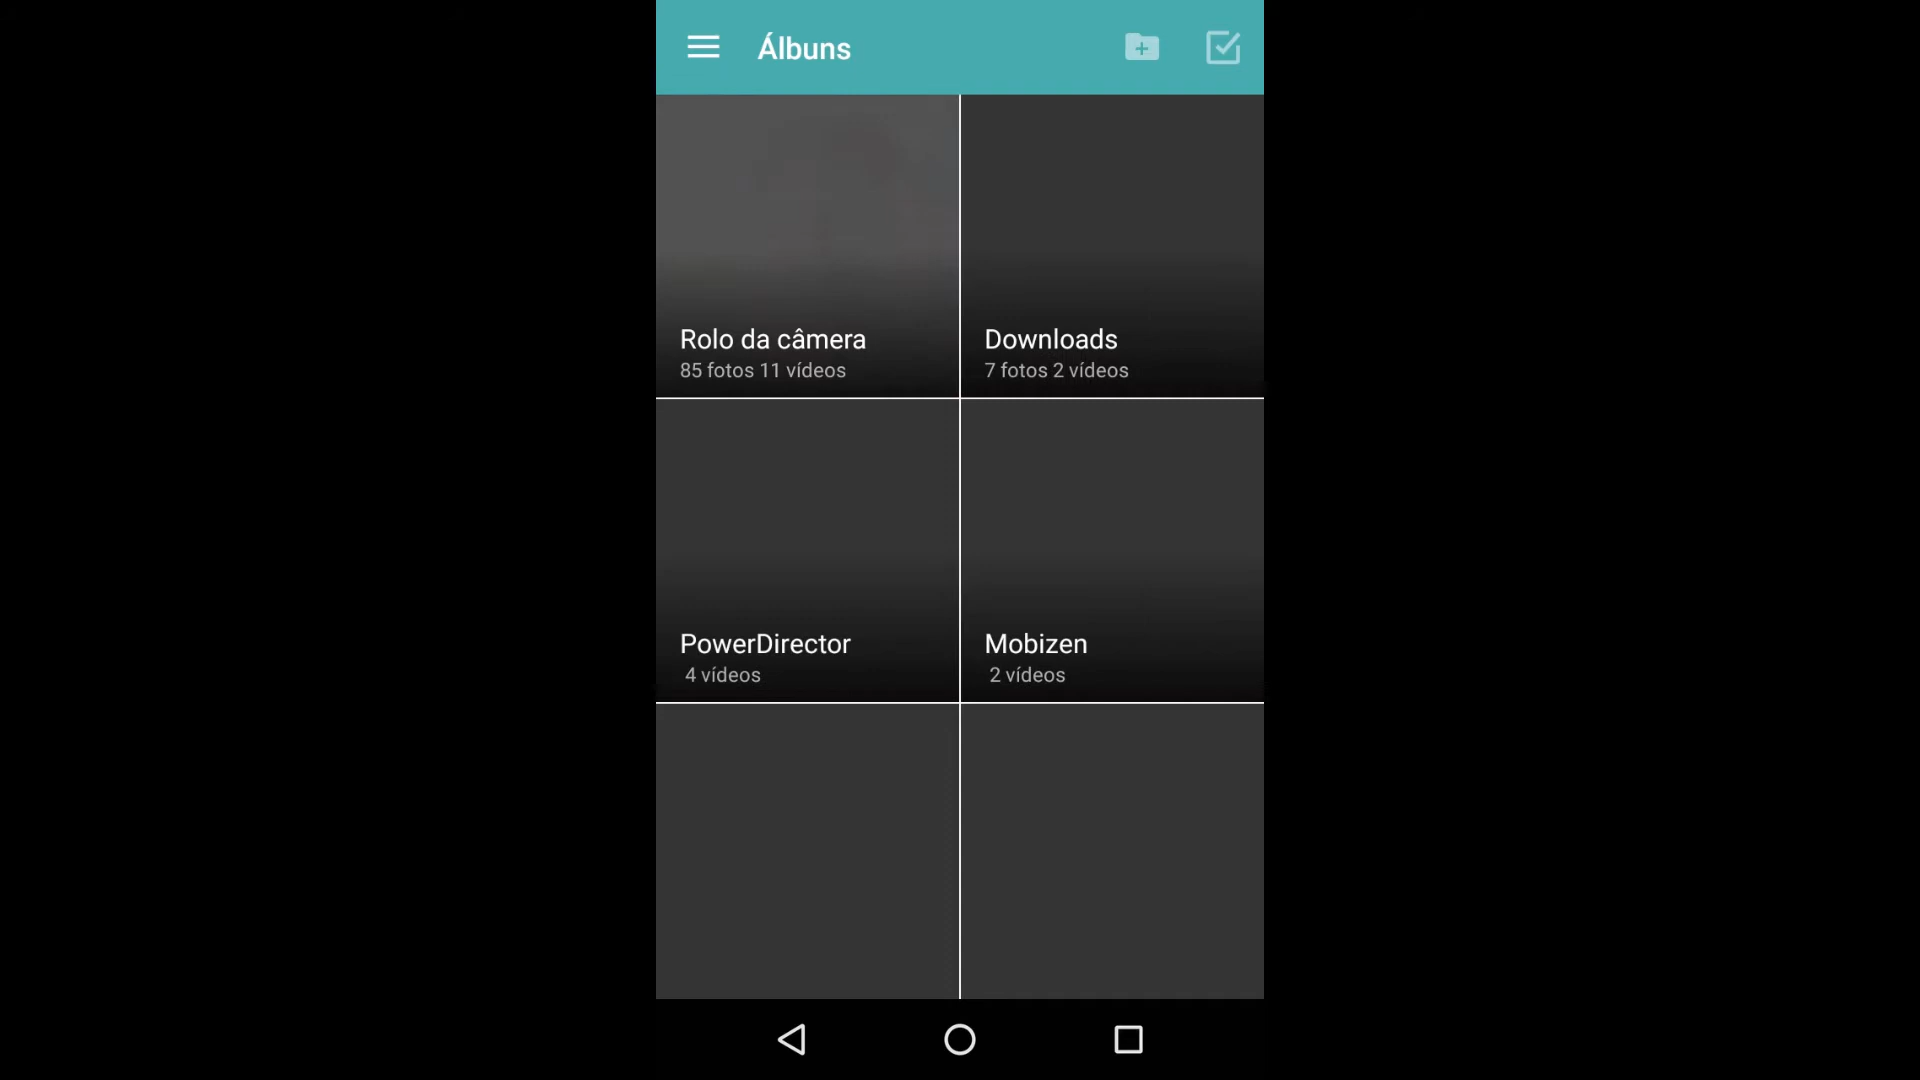 Álbuns
Rolo da câmera
85 fotos 11 vídeos
Downloads
7 fotos 2 vídeos
PowerDirector
4 vídeos
Mobizen
2 vídeos